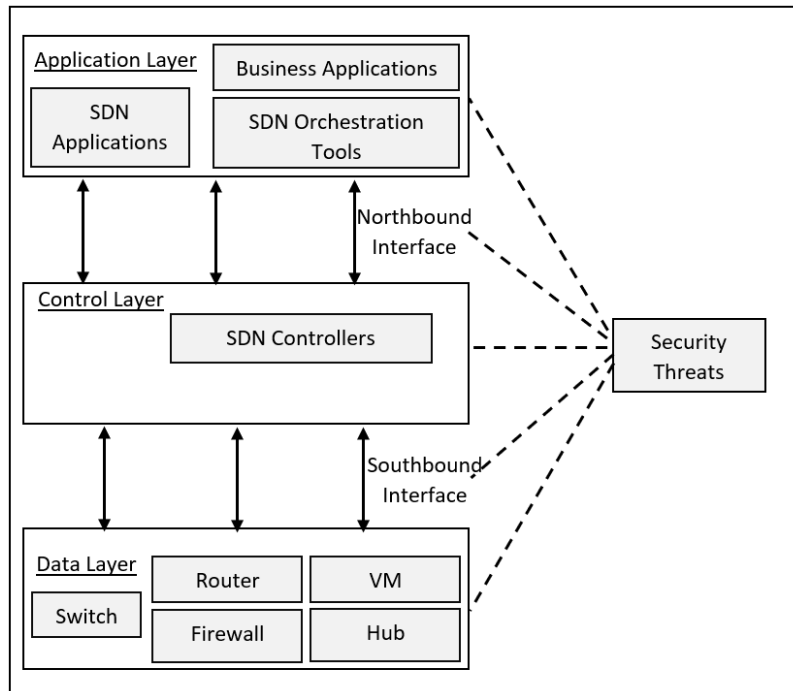 Application Layer
Business Applications
SDN
Applications
SDN Orchestration
Tools
Northbound
Interface
Control Layer
SDN Controllers
Security
Threats
Southbound
Interface
Data Layer
Router
VM
Switch
Firewall
Hub